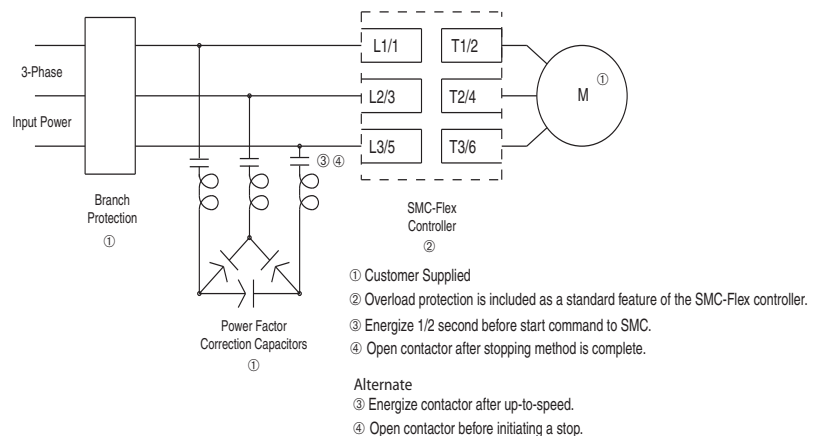 3-Phase
Input Power
L1/1
T1/2
L2/3
T2/4
L3/5
T3/6
M
①
③ ④
Branch
Protection
①
SMC-Flex
Controller
②
Power Factor
Correction Capacitors
①
① Customer Supplied
② Overload protection is included as a standard feature of the SMC-Flex controller.
③ Energize 1/2 second before start command to SMC.
④ Open contactor after stopping method is complete.
Alternate
③ Energize contactor after up-to-speed.
④ Open contactor before initiating a stop.